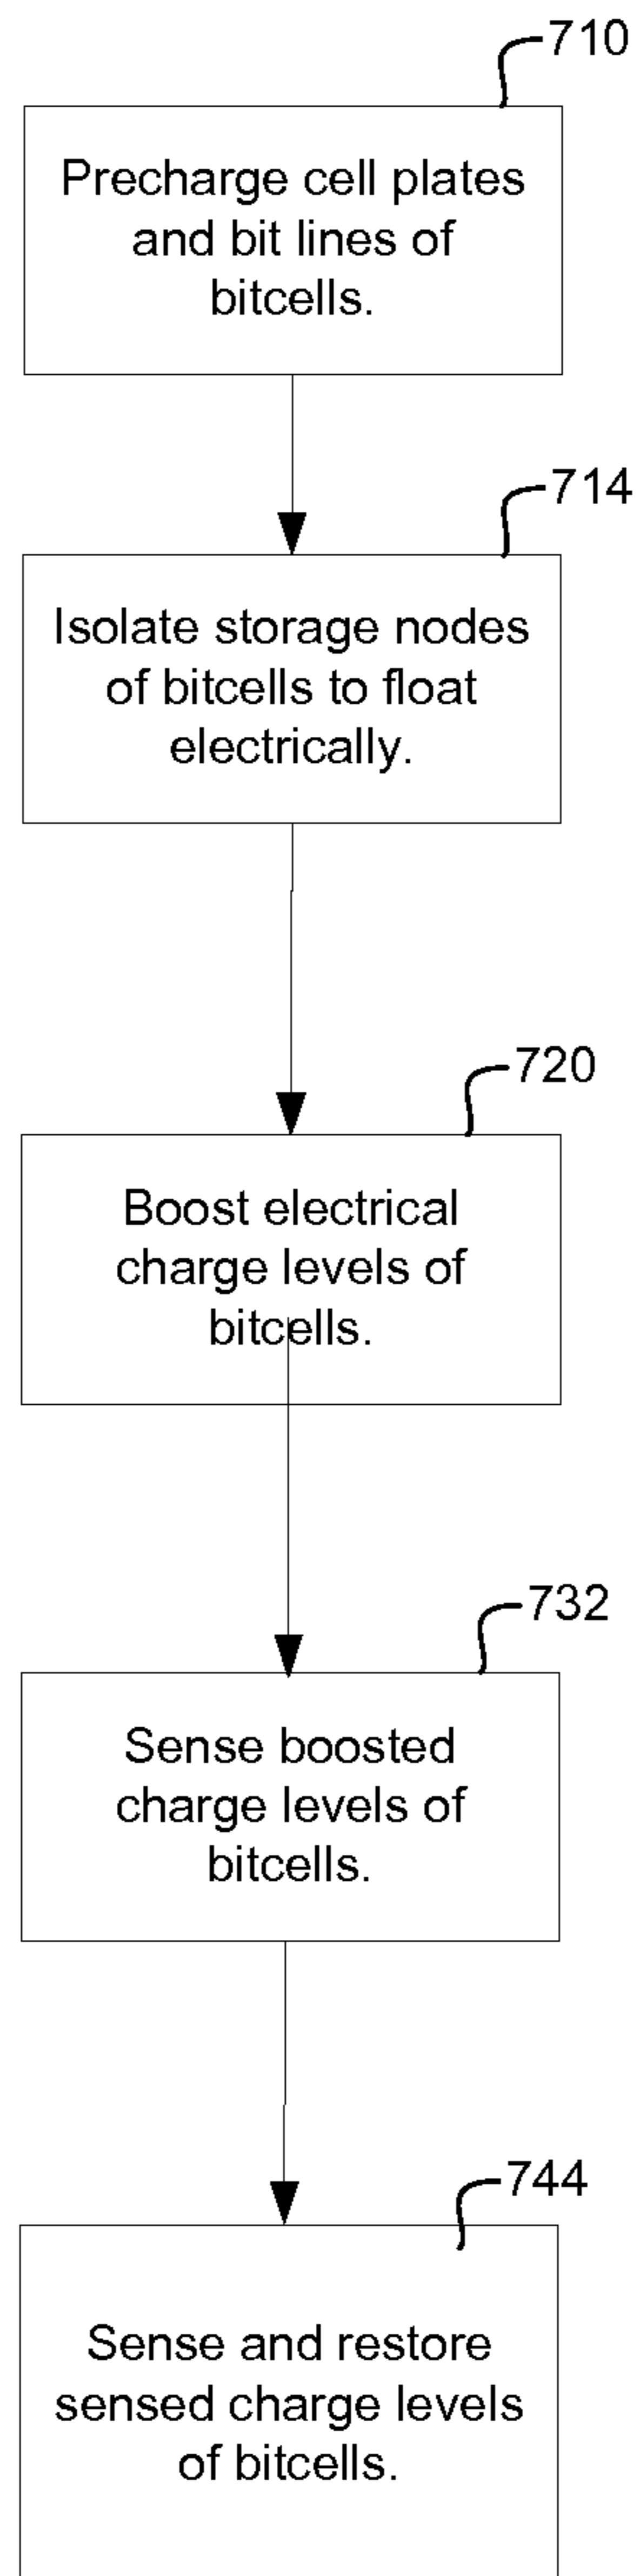 710
Precharge cell plates
and bit lines of
bitcells.
714
Isolate storage nodes
of bitcells to float
electrically.
720
Boost electrical
charge levels of
bitcells.
732
Sense boosted
charge levels of
bitcells.
744
Sense and restore
sensed charge levels
of bitcells.